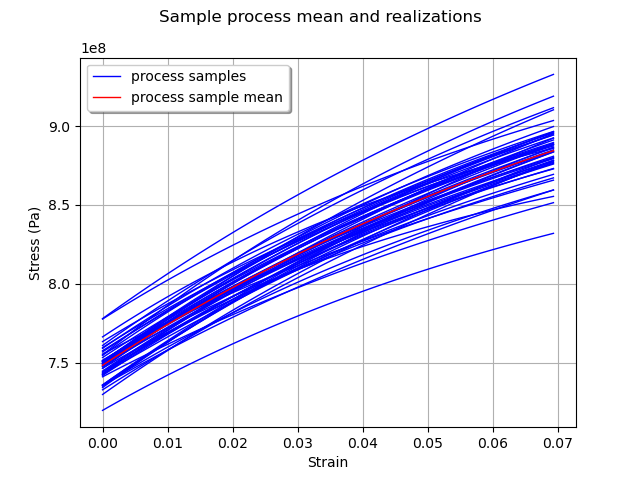 Sample process mean and realizations
1e8
process samples
process sample mean
9.0
8.5
8.0
7.5
Stress (Pa)
0.00 0.01 0.02 0.03 0.04 0.05 0.06 0.07
Strain